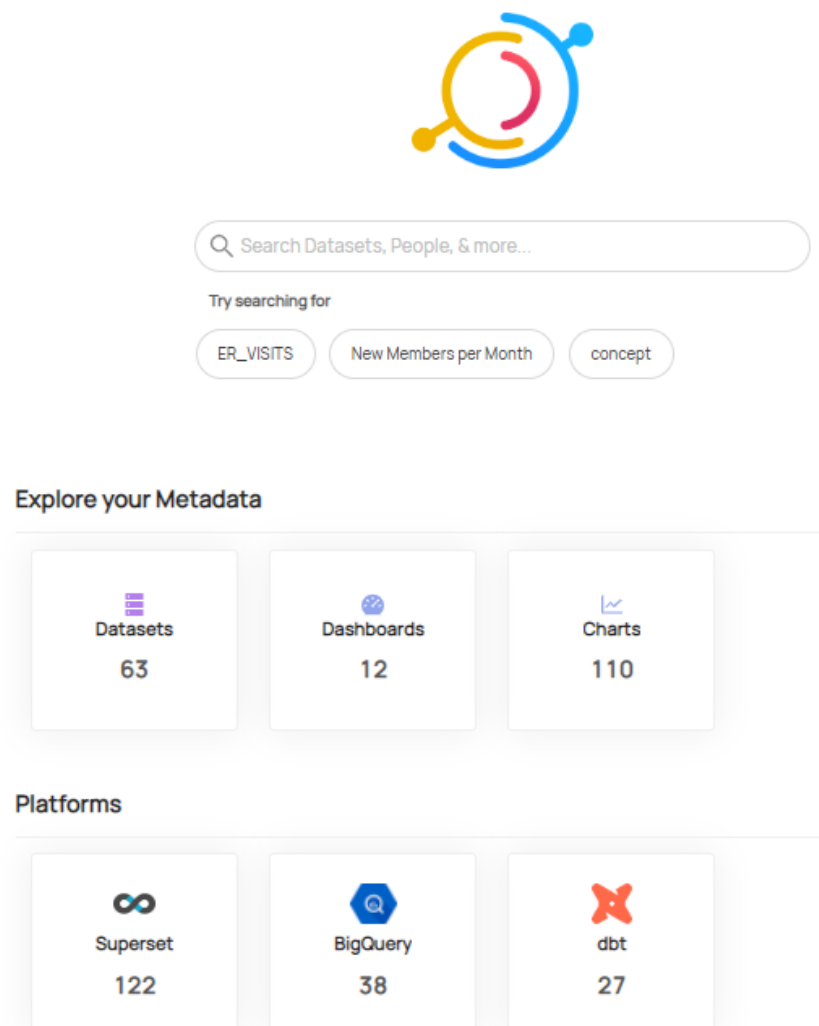 Search Datasets, People, & more...
Try searching for
ER_VISITS New Members per Month concept
Explore your Metadata
Datasets Dashboards Charts
63 12 110
Platforms
Superset BigQuery dbt
122 38 27